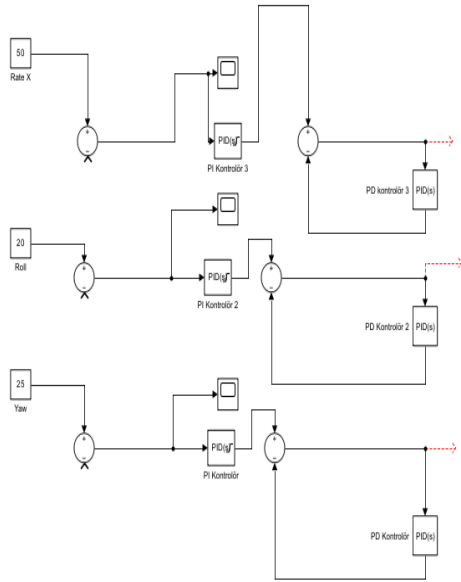 50
Rate X
PID(s)
PI Kontrolör 3
PD kontrolör 3
PID(s)
20
Roll
PID(s)
PI Kontrolör 2
PD Kontrolör 2
PID(s)
25
Yaw
PID(s)
PI Kontrolör
PD Kontrolör
PID(s)